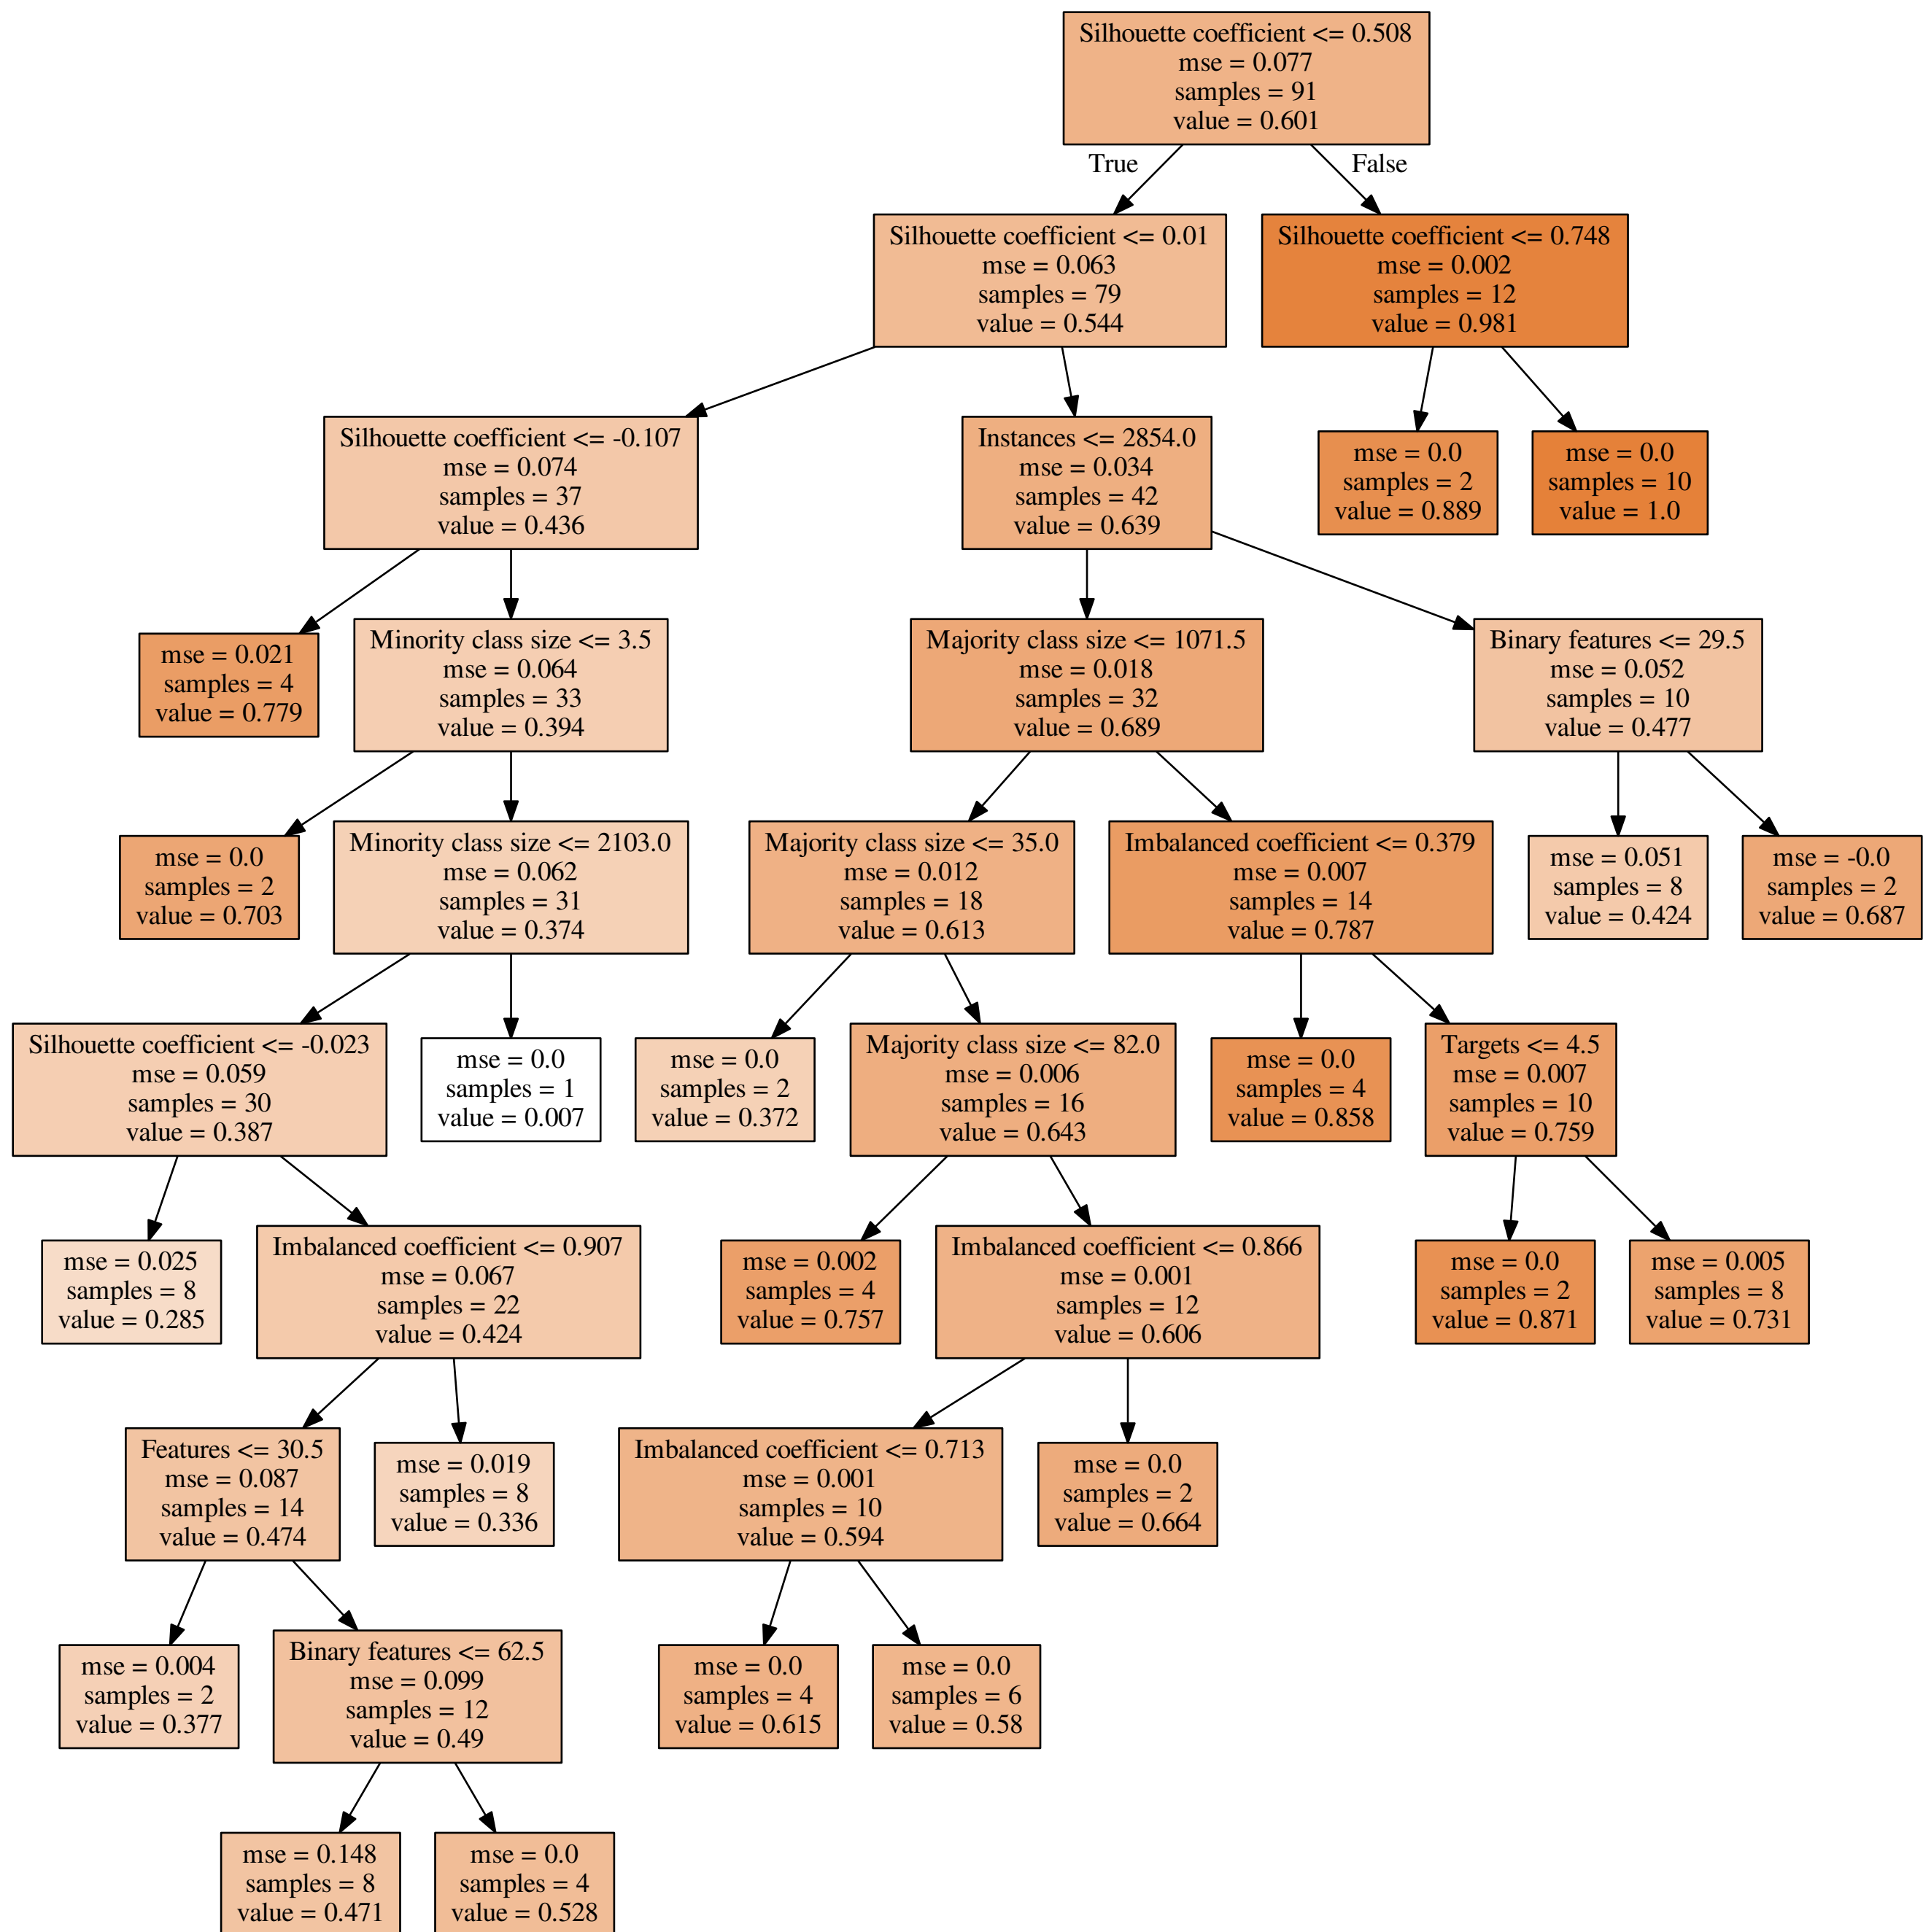 Silhouette coefficient <= 0.508
mse = 0.077
samples = 91
value = 0.601
True
False
Silhouette coefficient <= 0.01
mse = 0.063
samples = 79
value = 0.544
Silhouette coefficient <= 0.748
mse = 0.002
samples = 12
value = 0.981
Silhouette coefficient <= -0.107
mse = 0.074
samples = 37
value = 0.436
Instances <= 2854.0
mse = 0.034
samples = 42
value = 0.639
mse = 0.0
samples = 2
value = 0.889
mse = 0.0
samples = 10
value = 1.0
mse = 0.021
samples = 4
value = 0.779
Minority class size <= 3.5
mse = 0.064
samples = 33
value = 0.394
Majority class size <= 1071.5
mse = 0.018
samples = 32
value = 0.689
Binary features <= 29.5
mse = 0.052
samples = 10
value = 0.477
mse = 0.0
samples = 2
value = 0.703
Minority class size <= 2103.0
mse = 0.062
samples = 31
value = 0.374
Majority class size <= 35.0
mse = 0.012
samples = 18
value = 0.613
Imbalanced coefficient <= 0.379
mse = 0.007
samples = 14
value = 0.787
mse = 0.051
samples = 8
value = 0.424
mse = -0.0
samples = 2
value = 0.687
Silhouette coefficient <= -0.023
mse = 0.059
samples = 30
value = 0.387
mse = 0.0
samples = 1
value = 0.007
mse = 0.0
samples = 2
value = 0.372
Majority class size <= 82.0
mse = 0.006
samples = 16
value = 0.643
mse = 0.0
samples = 4
value = 0.858
Targets <= 4.5
mse = 0.007
samples = 10
value = 0.759
mse = 0.025
samples = 8
value = 0.285
Imbalanced coefficient <= 0.907
mse = 0.067
samples = 22
value = 0.424
mse = 0.002
samples = 4
value = 0.757
Imbalanced coefficient <= 0.866
mse = 0.001
samples = 12
value = 0.606
mse = 0.0
samples = 2
value = 0.871
mse = 0.005
samples = 8
value = 0.731
Features <= 30.5
mse = 0.087
samples = 14
value = 0.474
mse = 0.019
samples = 8
value = 0.336
Imbalanced coefficient <= 0.713
mse = 0.001
samples = 10
value = 0.594
mse = 0.0
samples = 2
value = 0.664
mse = 0.004
samples = 2
value = 0.377
Binary features <= 62.5
mse = 0.099
samples = 12
value = 0.49
mse = 0.0
samples = 4
value = 0.615
mse = 0.0
samples = 6
value = 0.58
mse = 0.148
samples = 8
value = 0.471
mse = 0.0
samples = 4
value = 0.528